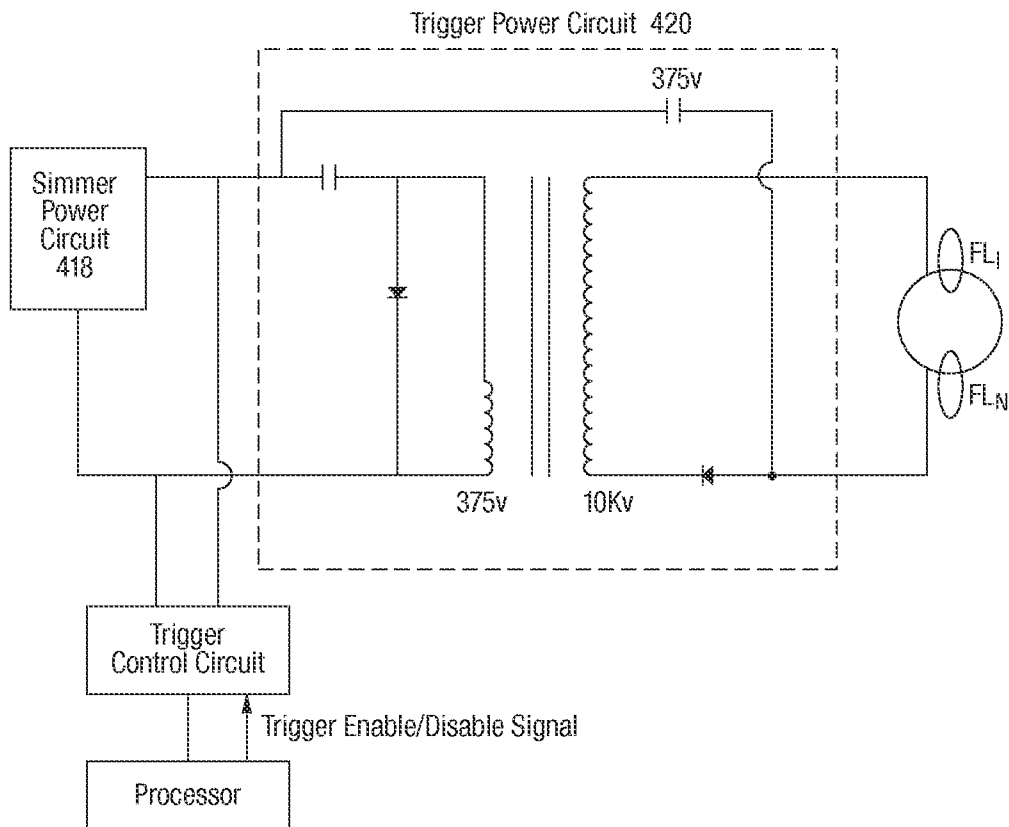 Trigger Power Circuit 420
375v
Simmer
Power
Circuit
418
FLI
FLN
375v
10Kv
Trigger
Control Circuit
Trigger Enable/Disable Signal
Processor